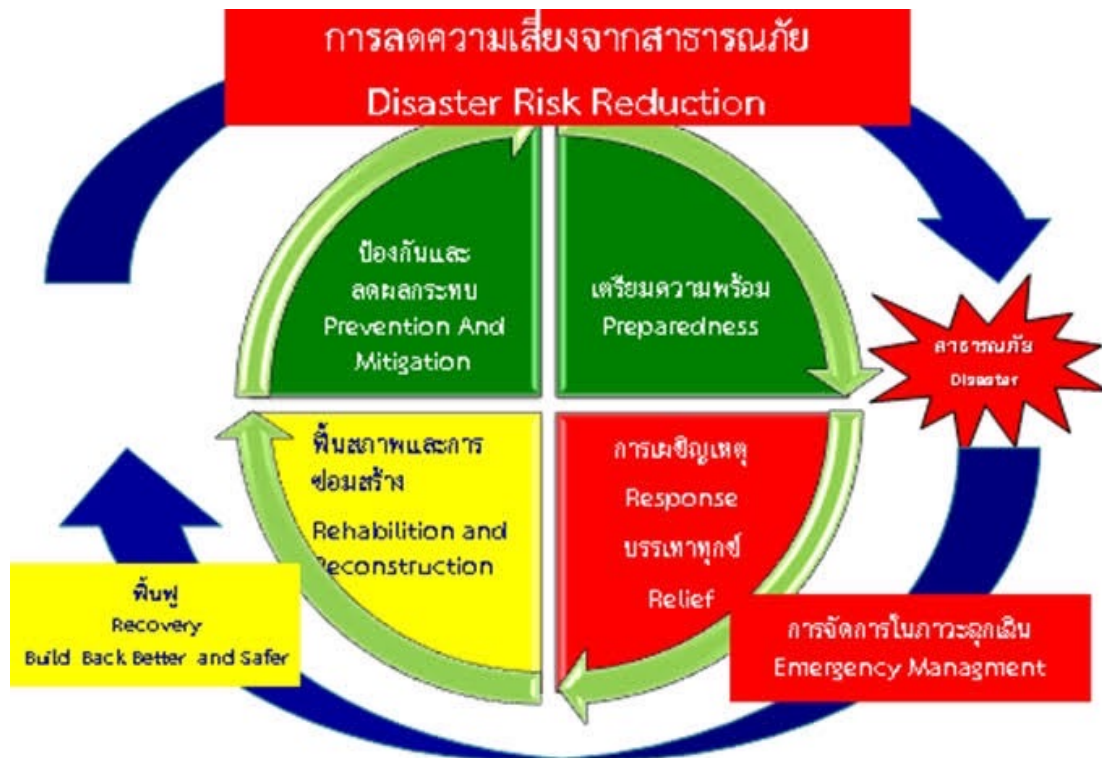 การลดความเสี่ยงจากสาธารณภัย
Disaster Risk Reduction
ป้องกันและ
ลดผลกระทบ
Prevention And
Mitigation
เตรียมความพร้อม
Preparedness
สาธารณภัย
Disaster
ฟื้นสภาพและการ
ซ่อมสร้าง
Rehabilition and
Reconstruction
การเผชิญเหตุ
Response
บรรเทาทุกข์
Relief
ฟื้นฟู
Recovery
Build Back Better and Safer
การจัดการในภาวะฉุกเฉิน
Emergency Managment